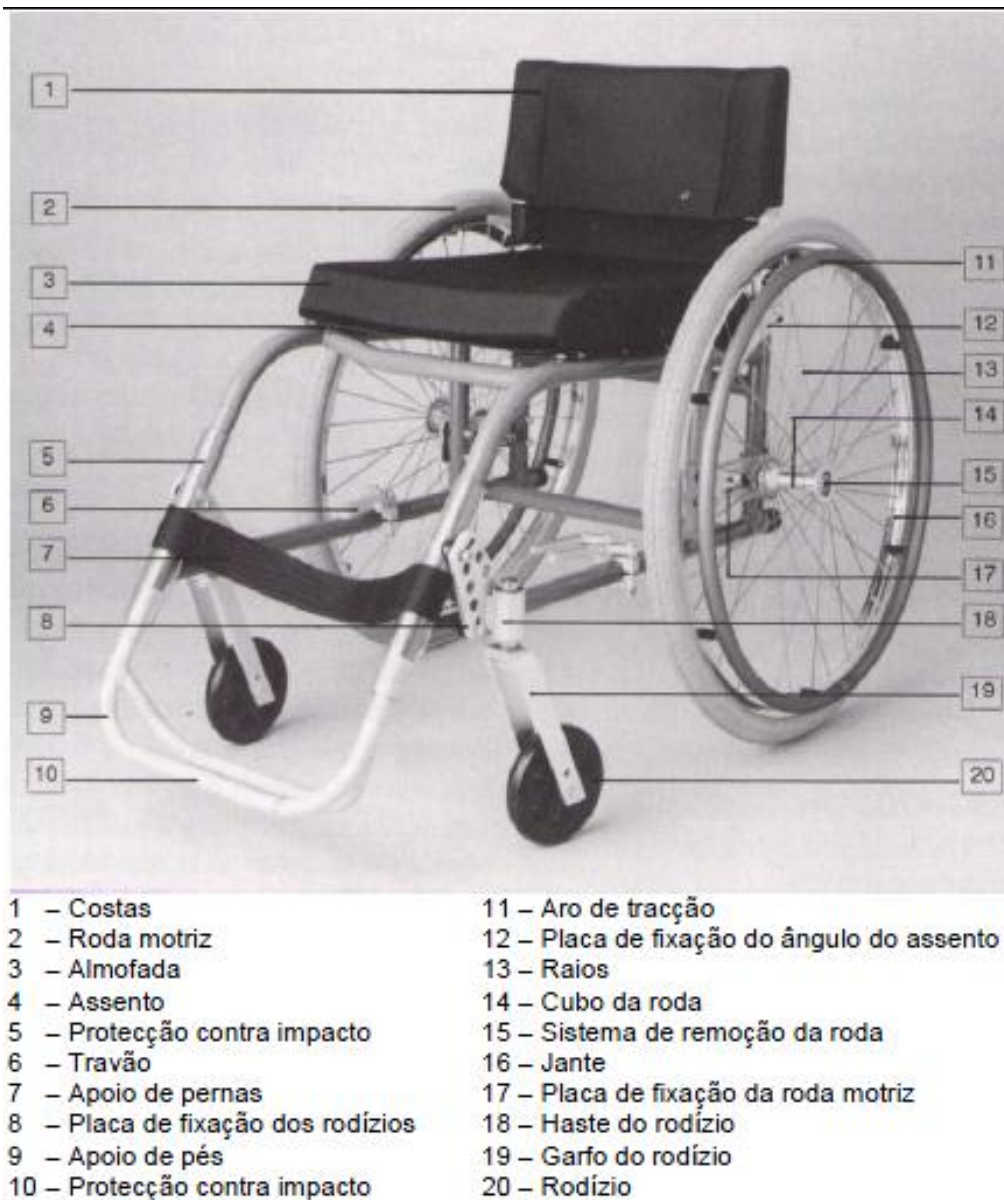 1
2
3
4
5
6
7
8
9
10
11
12
13
14
15
16
17
18
19
20
1 – Costas
2 – Roda motriz
3 – Almofada
4 – Assento
5 – Protecção contra impacto
6 – Travão
7 – Apoio de pernas
8 – Placa de fixação dos rodízios
9 – Apoio de pés
10 – Protecção contra impacto
11 – Aro de tracção
12 – Placa de fixação do ângulo do assento
13 – Raios
14 – Cubo da roda
15 – Sistema de remoção da roda
16 – Jante
17 – Placa de fixação da roda motriz
18 – Haste do rodízio
19 – Garfo do rodízio
20 – Rodízio